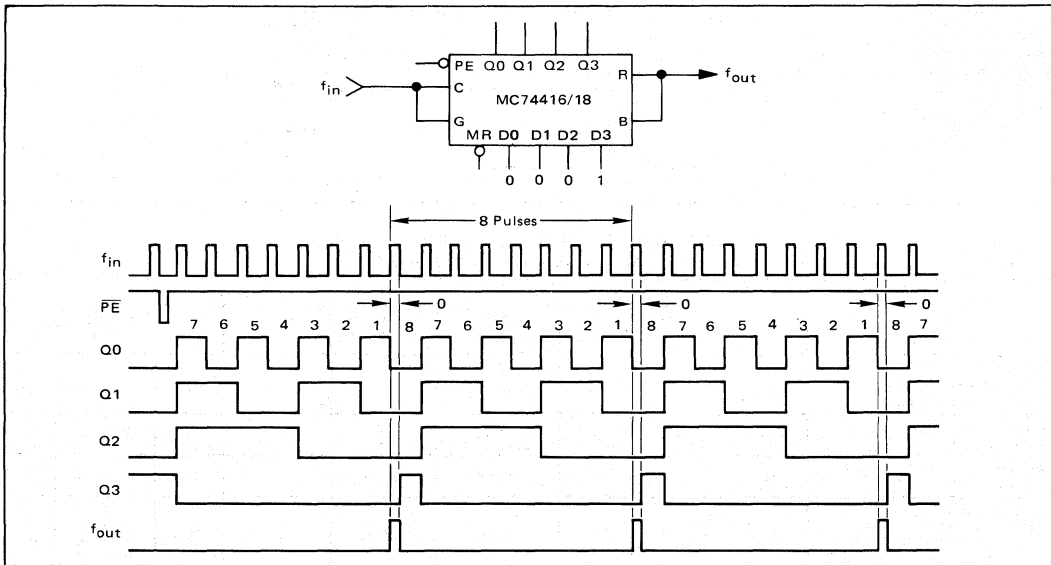 PE Q0 Q1 Q2 Q3
R
f_out
f_in
C
MC74416/18
G
B
MR D0 D1 D2 D3
0 0 0 1
8 Pulses
f_in
PE
0 0 0
7 6 5 4 3 2 1 8 7 6 5 4 3 2 1 8 7 6 5 4 3 2 1 8 7
Q0
Q1
Q2
Q3
f_out